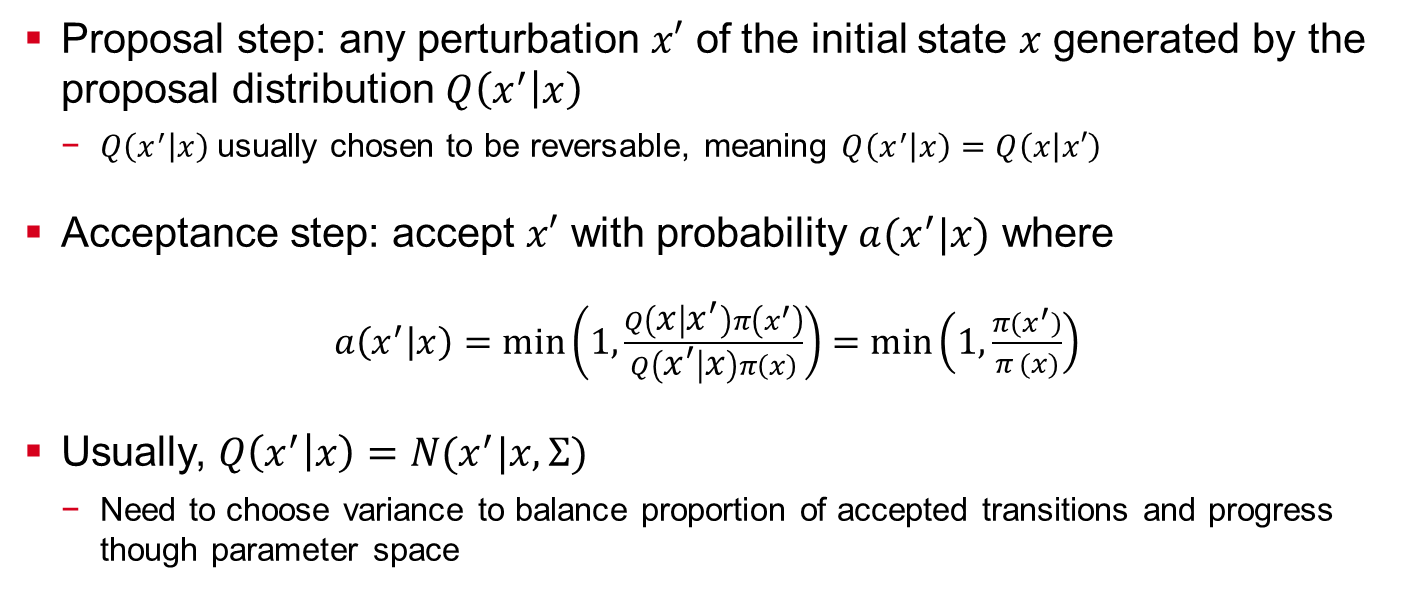 ▪ Proposal step: any perturbation x′ of the initial state x generated by the
proposal distribution Q(x′|x)
− Q(x′|x) usually chosen to be reversable, meaning Q(x′|x) = Q(x|x′)
▪ Acceptance step: accept x′ with probability a(x′|x) where
a(x′|x) = min(1, Q(x|x′)π(x′) / Q(x′|x)π(x)) = min(1, π(x′) / π (x))
▪ Usually, Q(x′|x) = N(x′|x, Σ)
− Need to choose variance to balance proportion of accepted transitions and progress
though parameter space